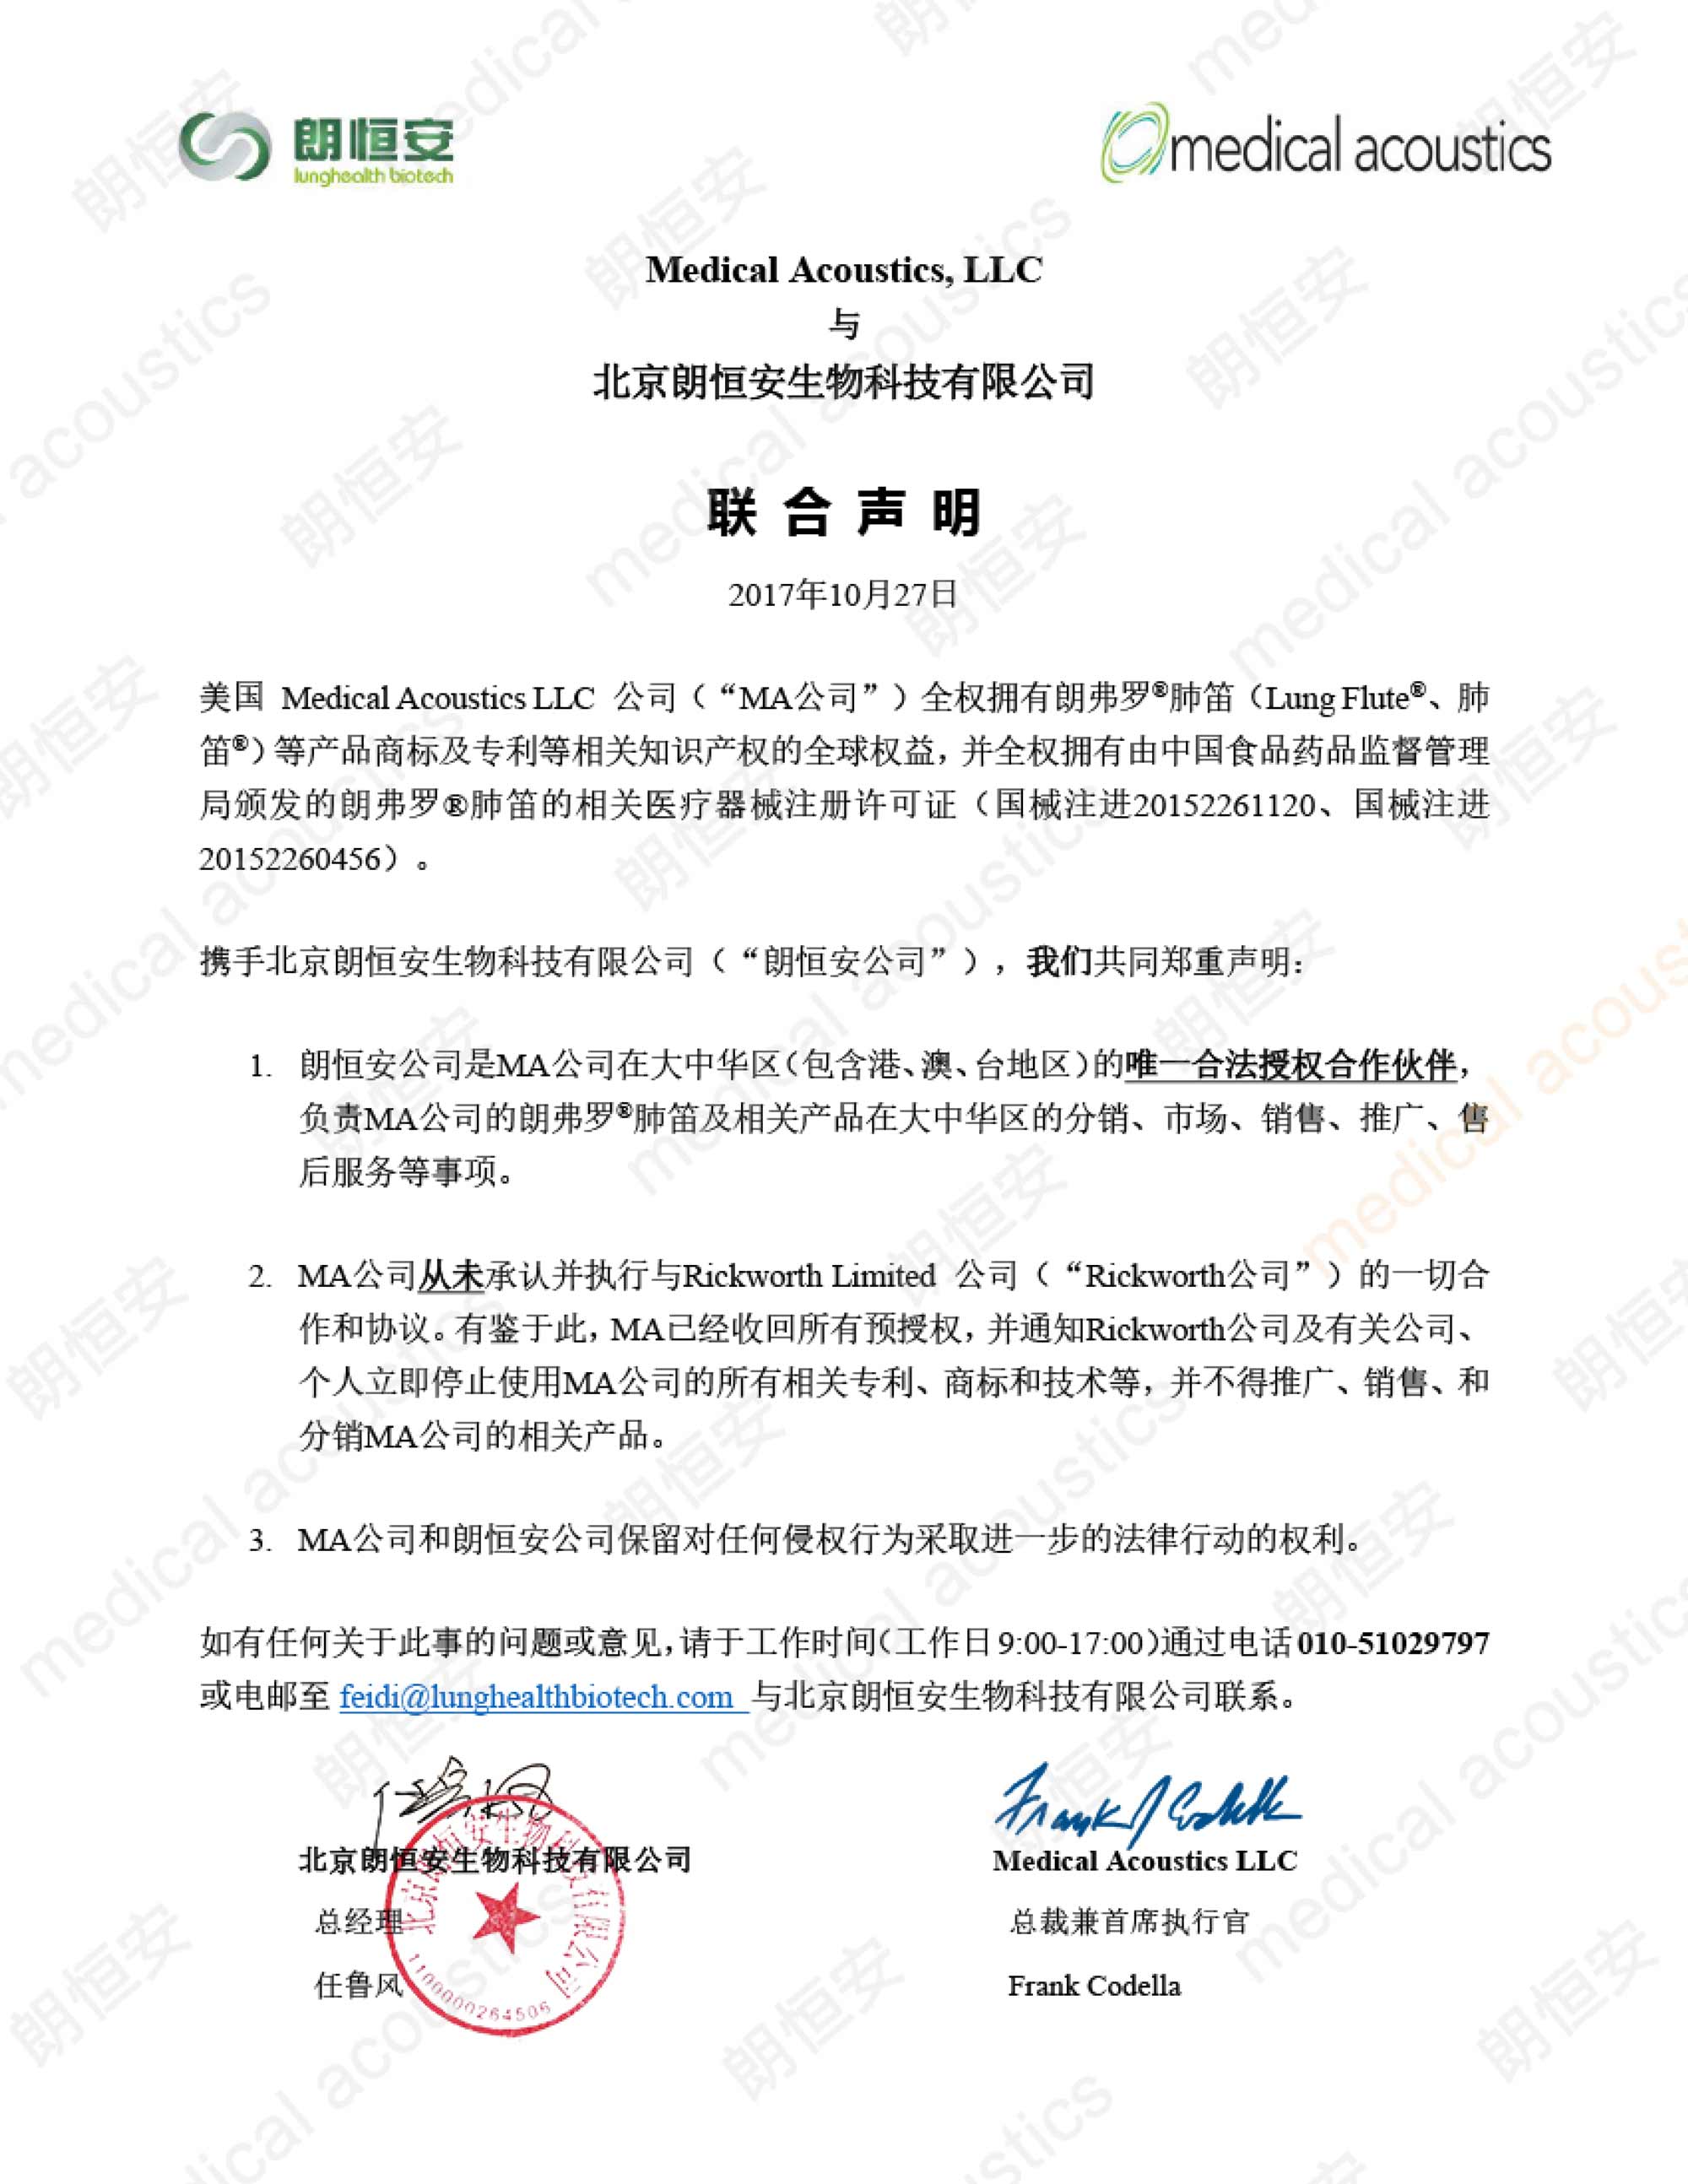 朗恒安
lunghealth biotech
medical acoustics
Medical Acoustics, LLC
与
北京朗恒安生物科技有限公司
联合声明
2017年10月27日
美国 Medical Acoustics LLC 公司（“MA公司”）全权拥有朗弗罗®肺笛（Lung Flute®、肺
笛®）等产品商标及专利等相关知识产权的全球权益，并全权拥有由中国食品药品监督管理
局颁发的朗弗罗®肺笛的相关医疗器械注册许可证（国械注进20152261120、国械注进
20152260456）。
携手北京朗恒安生物科技有限公司（“朗恒安公司”），我们共同郑重声明：
1. 朗恒安公司是MA公司在大中华区（包含港、澳、台地区）的唯一合法授权合作伙伴，
负责MA公司的朗弗罗®肺笛及相关产品在大中华区的分销、市场、销售、推广、售
后服务等事项。
2. MA公司从未承认并执行与Rickworth Limited 公司（“Rickworth公司”）的一切合
作和协议。有鉴于此，MA已经收回所有预授权，并通知Rickworth公司及有关公司、
个人立即停止使用MA公司的所有相关专利、商标和技术等，并不得推广、销售、和
分销MA公司的相关产品。
3. MA公司和朗恒安公司保留对任何侵权行为采取进一步的法律行动的权利。
如有任何关于此事的问题或意见，请于工作时间（工作日9:00-17:00）通过电话010-51029797
或电邮至 feidi@lunghealthbiotech.com 与北京朗恒安生物科技有限公司联系。
任鲁风
Frank J Codella
北京朗恒安生物科技有限公司
Medical Acoustics LLC
总经理
总裁兼首席执行官
任鲁风
Frank Codella
北京朗恒安生物科技有限公司
1100000264506